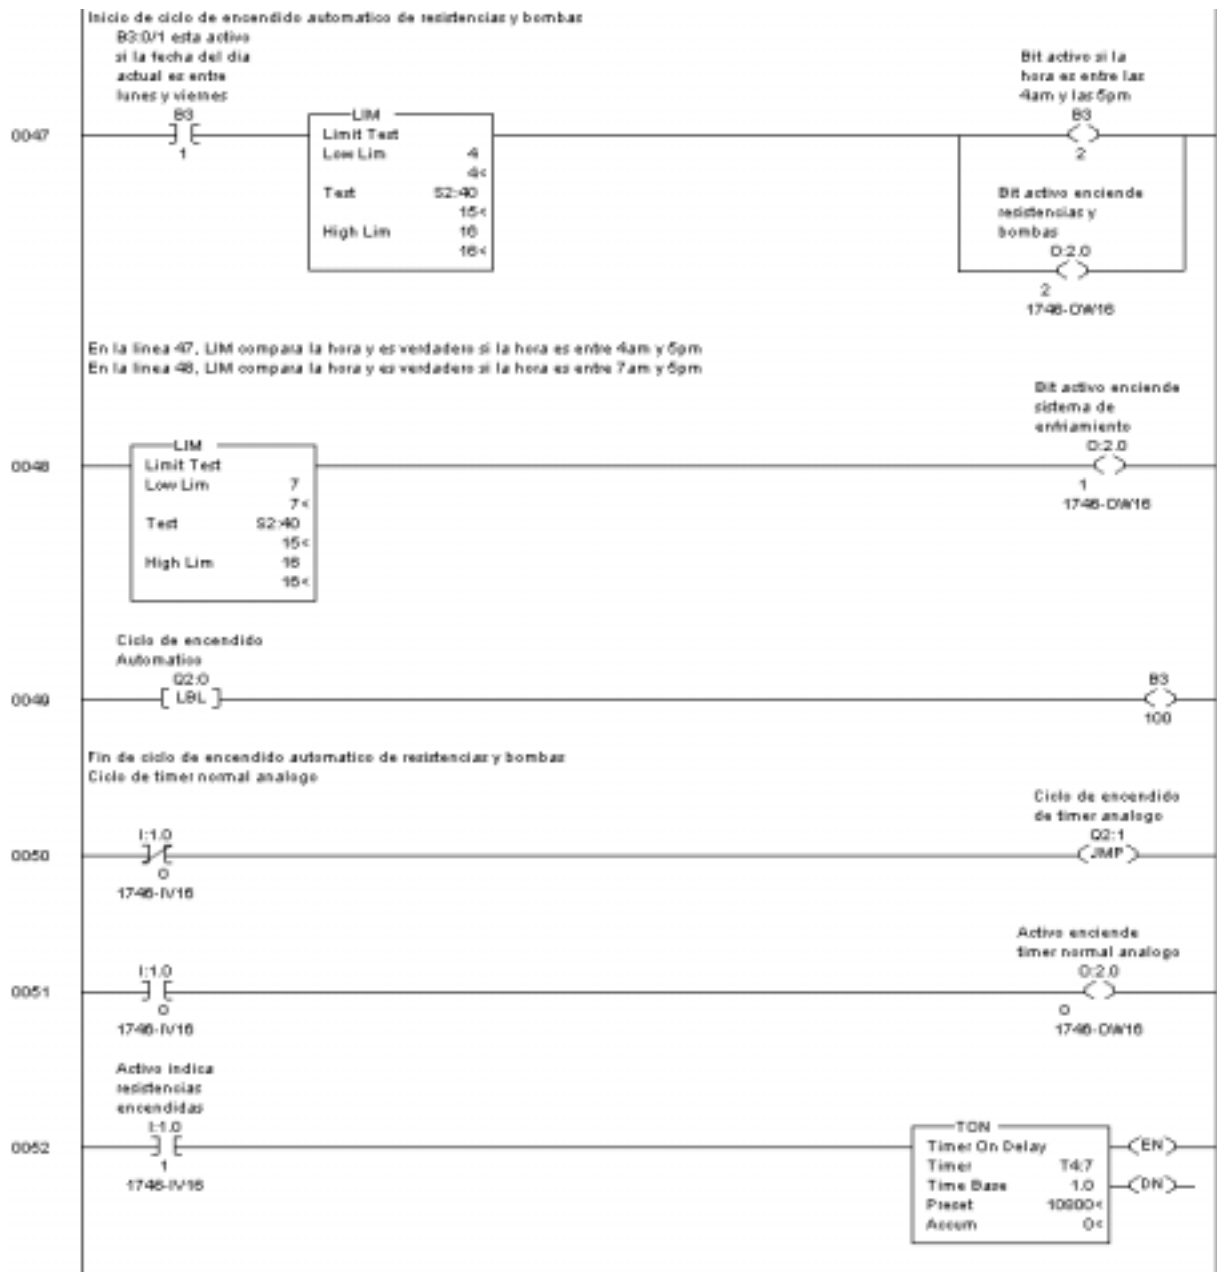 Inicio de ciclo de encendido automatico de resistencias y bombas
B3:0/1 esta activo
si la fecha del dia
actual es entre
lunes y viernes
Bit activo si la
hora es entre las
4am y las 5pm
0047
B3
1
LIM
Limit Test
Low Lim 4
4<
Test S2:40
15<
High Lim 16
16<
B3
2
Bit activo enciende
resistencias y
bombas
O:2.0
2
1746-OW16
En la linea 47, LIM compara la hora y es verdadero si la hora es entre 4am y 5pm
En la linea 48, LIM compara la hora y es verdadero si la hora es entre 7am y 5pm
Bit activo enciende
sistema de
enfriamiento
0048
LIM
Limit Test
Low Lim 7
7<
Test S2:40
15<
High Lim 16
16<
O:2.0
1
1746-OW16
Ciclo de encendido
Automatico
0049
Q2:0
LBL
B3
100
Fin de ciclo de encendido automatico de resistencias y bombas
Ciclo de timer normal analogo
Ciclo de encendido
de timer analogo
0050
I:1.0
0
1746-IV16
Q2:1
JMP
Activo enciende
timer normal analogo
0051
I:1.0
0
1746-IV16
O:2.0
0
1746-OW16
Activo indica
resistencias
encendidas
0052
I:1.0
1
1746-IV16
TON
Timer On Delay
Timer T4:7
Time Base 1.0
Preset 10800<
Accum 0<
EN
DN